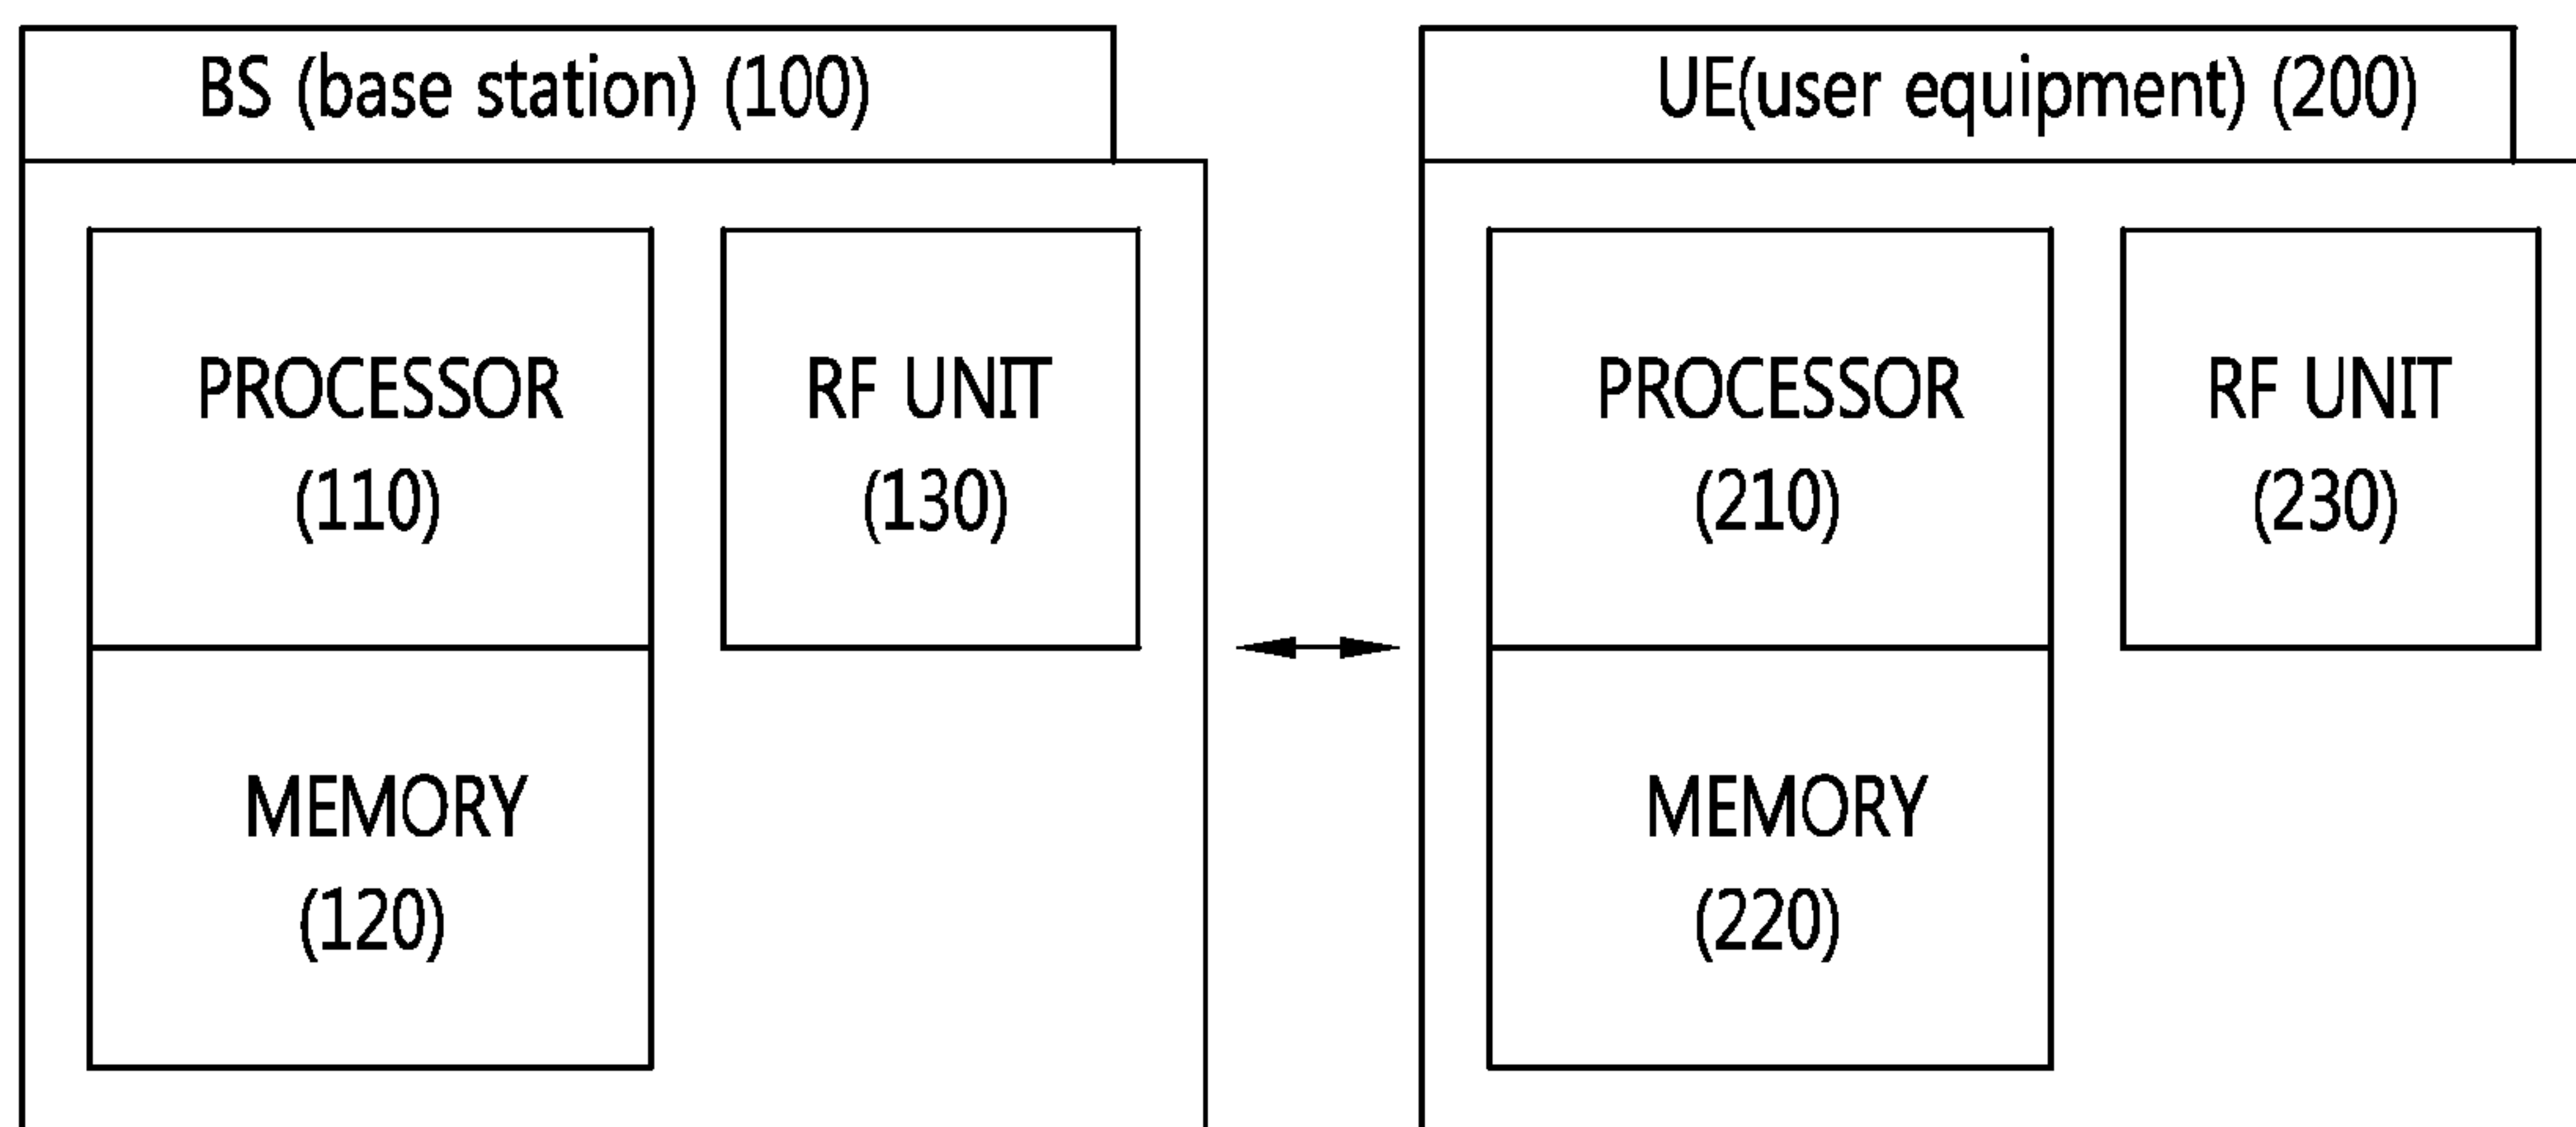 BS (base station) (100)
PROCESSOR
(110)
RF UNIT
(130)
MEMORY
(120)
UE(user equipment) (200)
PROCESSOR
(210)
RF UNIT
(230)
MEMORY
(220)